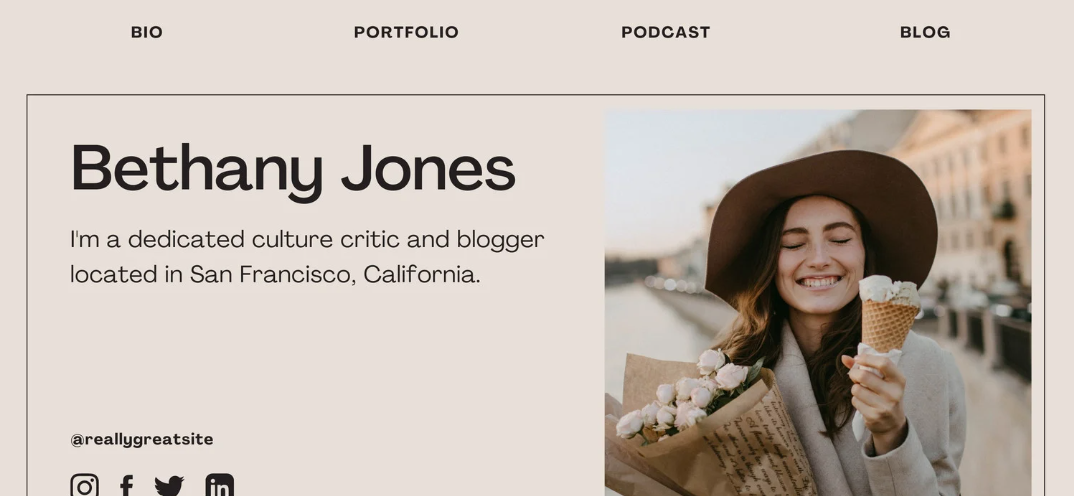 BIO
PORTFOLIO
PODCAST
BLOG
Bethany Jones
I'm a dedicated culture critic and blogger
located in San Francisco, California.
@reallygreatsite